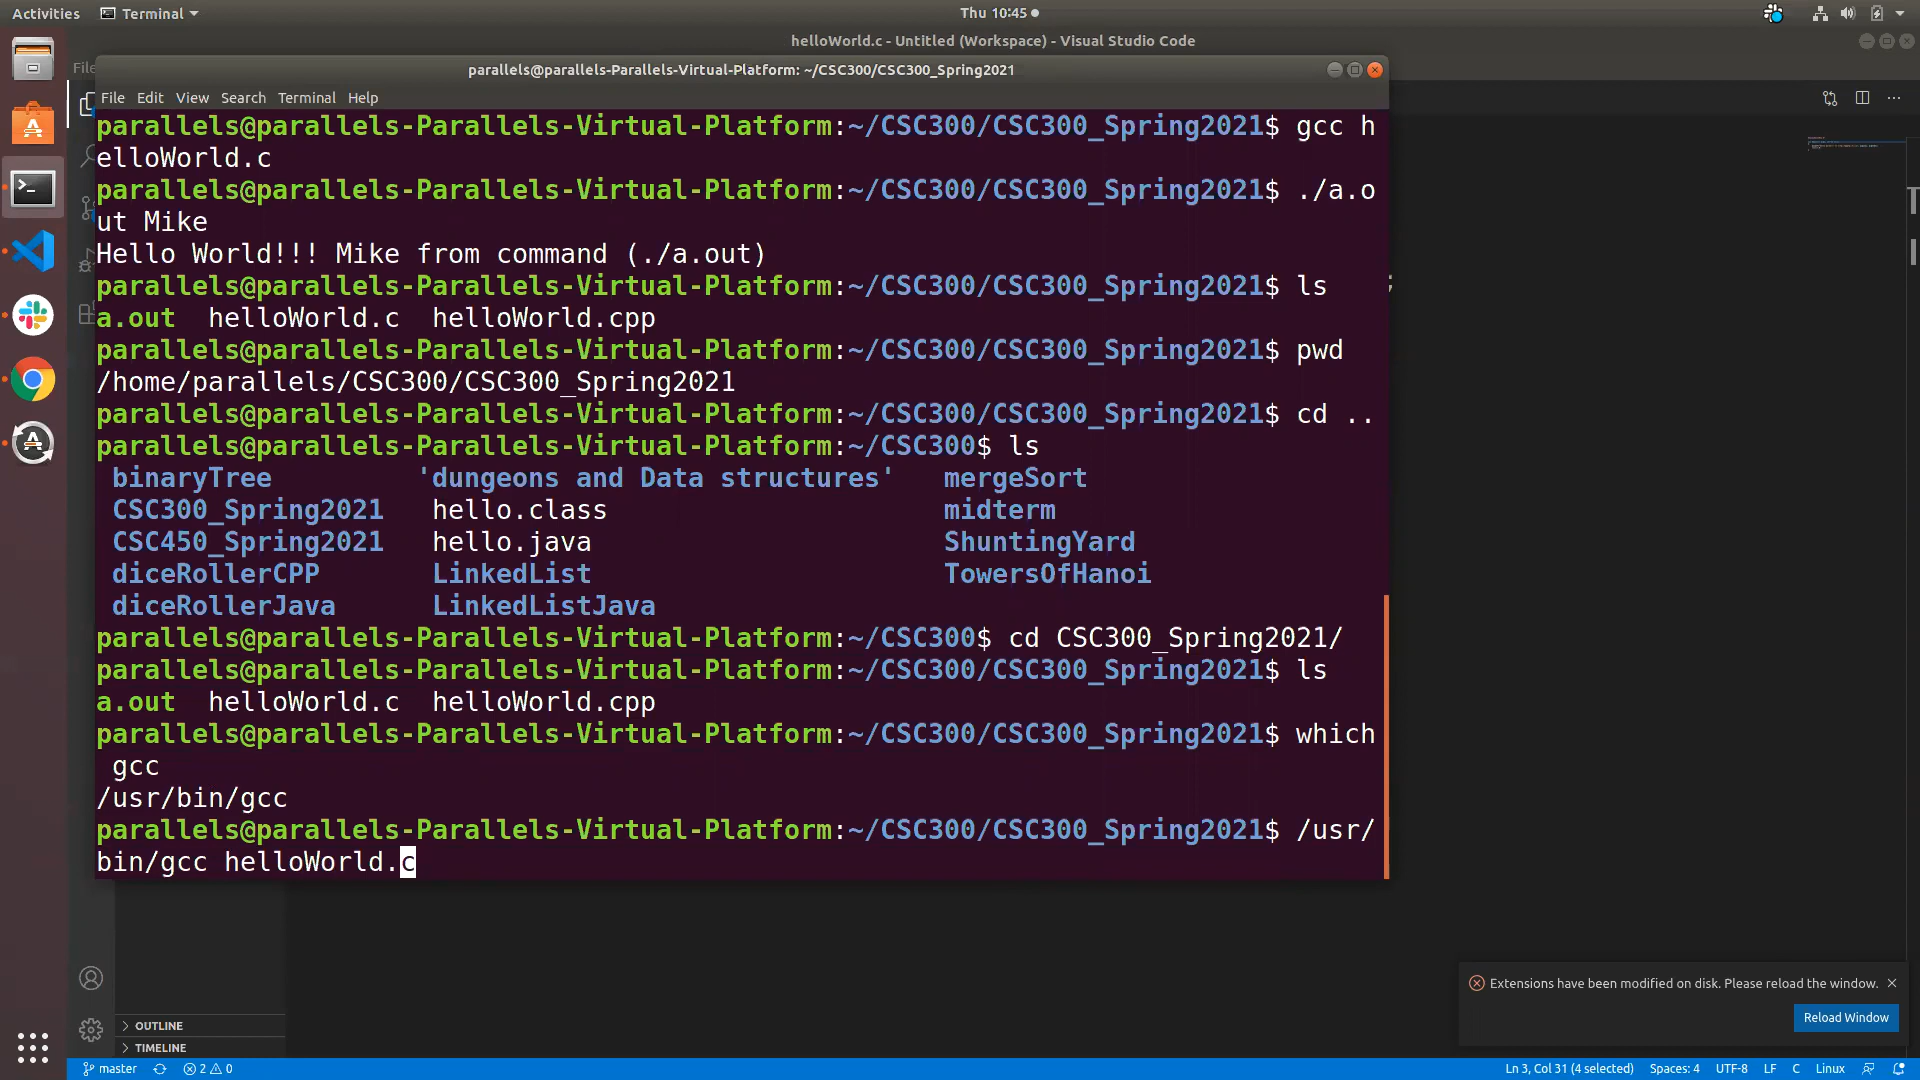 Activities
Terminal
Thu 10:45
helloWorld.c - Untitled (Workspace) - Visual Studio Code
File
parallels@parallels-Parallels-Virtual-Platform: ~/CSC300/CSC300_Spring2021
File Edit View Search Terminal Help
parallels@parallels-Parallels-Virtual-Platform:~/CSC300/CSC300_Spring2021$ gcc h
elloWorld.c
parallels@parallels-Parallels-Virtual-Platform:~/CSC300/CSC300_Spring2021$ ./a.o
ut Mike
Hello World!!! Mike from command (./a.out)
parallels@parallels-Parallels-Virtual-Platform:~/CSC300/CSC300_Spring2021$ ls
a.out helloWorld.c helloWorld.cpp
parallels@parallels-Parallels-Virtual-Platform:~/CSC300/CSC300_Spring2021$ pwd
/home/parallels/CSC300/CSC300_Spring2021
parallels@parallels-Parallels-Virtual-Platform:~/CSC300/CSC300_Spring2021$ cd ..
parallels@parallels-Parallels-Virtual-Platform:~/CSC300$ ls
binaryTree 'dungeons and Data structures' mergeSort
CSC300_Spring2021 hello.class midterm
CSC450_Spring2021 hello.java ShuntingYard
diceRollerCPP LinkedList TowersOfHanoi
diceRollerJava LinkedListJava
parallels@parallels-Parallels-Virtual-Platform:~/CSC300$ cd CSC300_Spring2021/
parallels@parallels-Parallels-Virtual-Platform:~/CSC300/CSC300_Spring2021$ ls
a.out helloWorld.c helloWorld.cpp
parallels@parallels-Parallels-Virtual-Platform:~/CSC300/CSC300_Spring2021$ which
gcc
/usr/bin/gcc
parallels@parallels-Parallels-Virtual-Platform:~/CSC300/CSC300_Spring2021$ /usr/
bin/gcc helloWorld.c
Extensions have been modified on disk. Please reload the window.
Reload Window
OUTLINE
TIMELINE
master 2 0 Ln 3, Col 31 (4 selected) Spaces: 4 UTF-8 LF C Linux